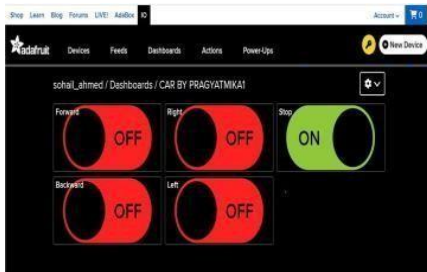 Shop Learn Blog Forums LIVE! AdaBox IO Account 0
adafruit Devices Feeds Dashboards Actions Power-Ups New Device
sohail_ahmed / Dashboards / CAR BY PRAGYATMIKA1
Forward Right Stop
OFF OFF ON
Backward Left
OFF OFF